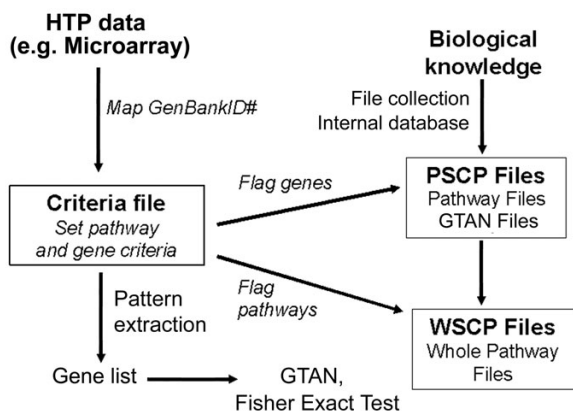 HTP data
(e.g. Microarray)
Biological
knowledge
Map GenBankID#
File collection
Internal database
Criteria file
Set pathway
and gene criteria
Flag genes
PSCP Files
Pathway Files
GTAN Files
Pattern
extraction
Flag
pathways
WSCP Files
Whole Pathway
Files
Gene list
GTAN,
Fisher Exact Test